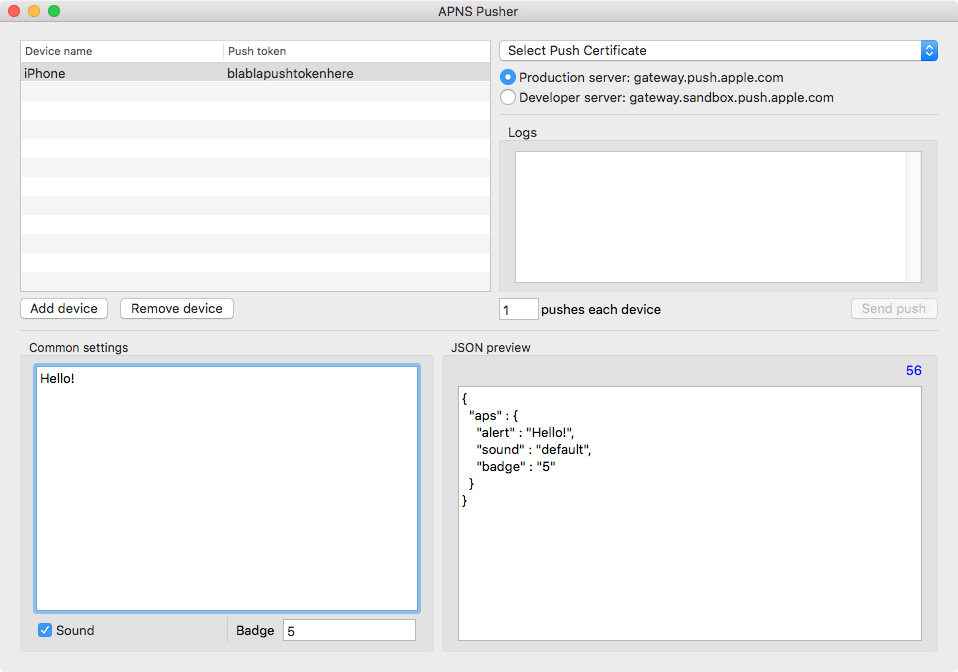 APNS Pusher
Device name Push token
iPhone blablapushtokenhere
Add device Remove device
Select Push Certificate
Production server: gateway.push.apple.com
Developer server: gateway.sandbox.push.apple.com
Logs
1 pushes each device Send push
Common settings
Hello!
Sound Badge 5
JSON preview
56
{
"aps" : {
"alert" : "Hello!",
"sound" : "default",
"badge" : "5"
}
}